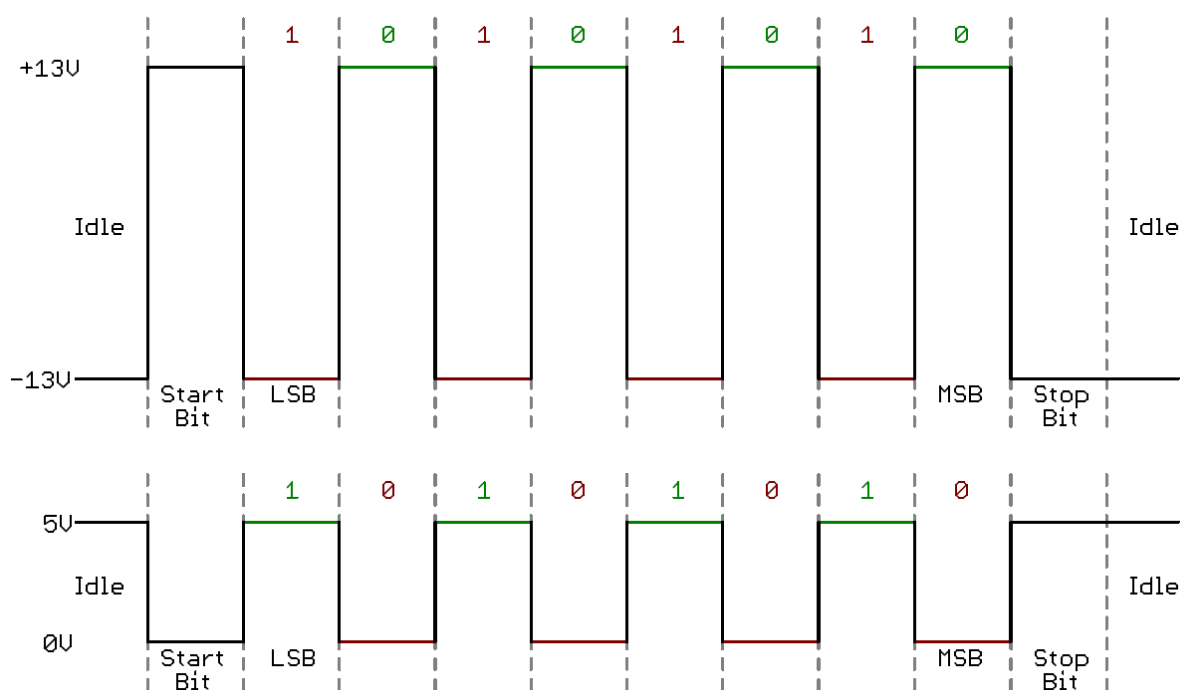 1 0 1 0 1 0 1 0
+13V
Idle Idle
-13V
Start LSB MSB Stop
Bit Bit
1 0 1 0 1 0 1 0
5V
Idle Idle
0V
Start LSB MSB Stop
Bit Bit